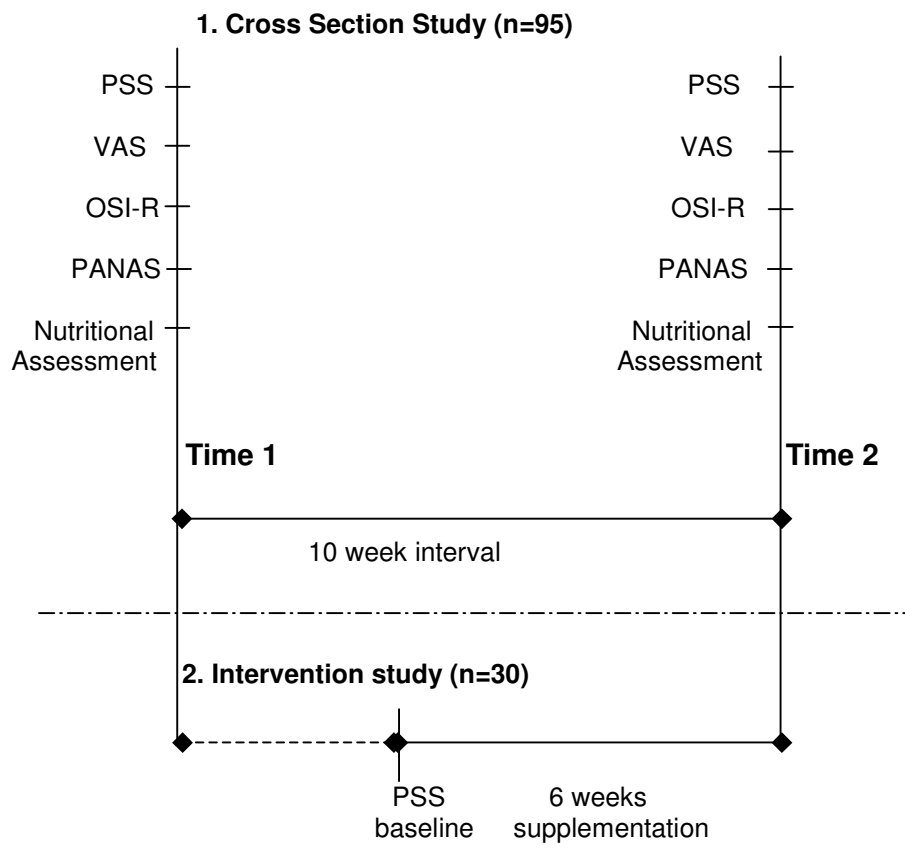 1. Cross Section Study (n=95)
PSS
VAS
OSI-R
PANAS
Nutritional
Assessment
PSS
VAS
OSI-R
PANAS
Nutritional
Assessment
Time 1
Time 2
10 week interval
2. Intervention study (n=30)
PSS
baseline
6 weeks
supplementation